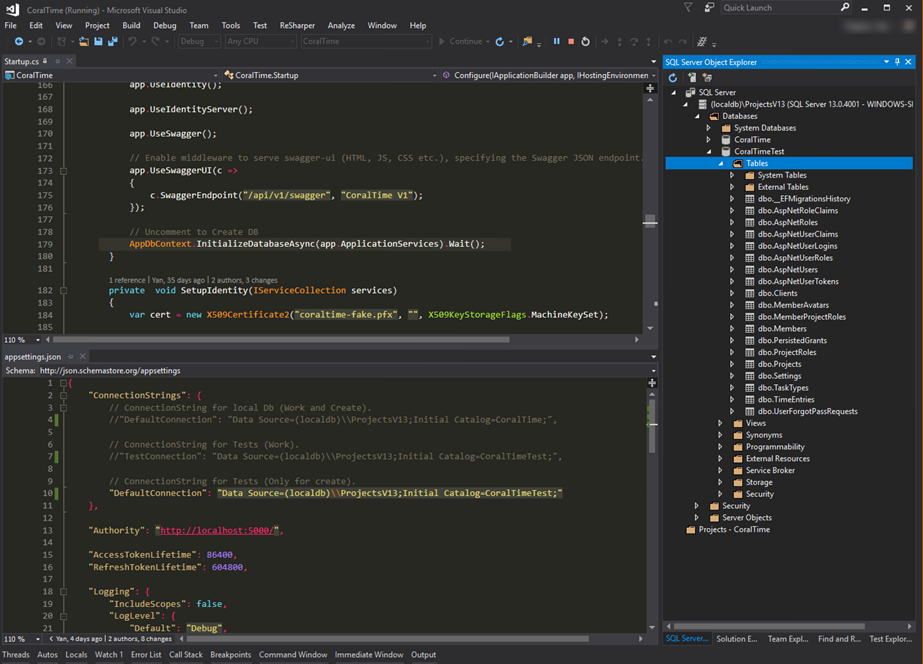 CoralTime (Running) - Microsoft Visual Studio
Quick Launch
File Edit View Project Build Debug Team Tools Test ReSharper Analyze Window Help
Debug Any CPU CoralTime Continue
Startup.cs
CoralTime CoralTime.Startup Configure(IApplicationBuilder app, IHostingEnvironmen
166 app.UseIdentity();
167
168 app.UseIdentityServer();
169
170 app.UseSwagger();
171
172 // Enable middleware to serve swagger-ui (HTML, JS, CSS etc.), specifying the Swagger JSON endpoint.
173 app.UseSwaggerUI(c =>
174 {
175 c.SwaggerEndpoint("/api/v1/swagger", "CoralTime V1");
176 });
177
178 // Uncomment to Create DB
179 AppDbContext.InitializeDatabaseAsync(app.ApplicationServices).Wait();
180 }
181
1 reference | Yan, 35 days ago | 2 authors, 3 changes
182 private void SetupIdentity(IServiceCollection services)
183 {
184 var cert = new X509Certificate2("coraltime-fake.pfx", "", X509KeyStorageFlags.MachineKeySet);
185
110 %
appsettings.json
Schema: http://json.schemastore.org/appsettings
1 {
2 "ConnectionStrings": {
3 // ConnectionString for local Db (Work and Create).
4 //"DefaultConnection": "Data Source=(localdb)\\ProjectsV13;Initial Catalog=CoralTime;",
5
6 // ConnectionString for Tests (Work).
7 //"TestConnection": "Data Source=(localdb)\\ProjectsV13;Initial Catalog=CoralTimeTest;",
8
9 // ConnectionString for Tests (Only for create).
10 "DefaultConnection": "Data Source=(localdb)\\ProjectsV13;Initial Catalog=CoralTimeTest;"
11 },
12
13 "Authority": "http://localhost:5000/",
14
15 "AccessTokenLifetime": 86400,
16 "RefreshTokenLifetime": 604800,
17
18 "Logging": {
19 "IncludeScopes": false,
20 "LogLevel": {
21 "Default": "Debug",
110 % Yan, 4 days ago | 2 authors, 8 changes
SQL Server Object Explorer
SQL Server
(localdb)\ProjectsV13 (SQL Server 13.0.4001 - WINDOWS-SI
Databases
System Databases
CoralTime
CoralTimeTest
Tables
System Tables
External Tables
dbo.__EFMigrationsHistory
dbo.AspNetRoleClaims
dbo.AspNetRoles
dbo.AspNetUserClaims
dbo.AspNetUserLogins
dbo.AspNetUserRoles
dbo.AspNetUsers
dbo.AspNetUserTokens
dbo.Clients
dbo.MemberAvatars
dbo.MemberProjectRoles
dbo.Members
dbo.PersistedGrants
dbo.ProjectRoles
dbo.Projects
dbo.Settings
dbo.TaskTypes
dbo.TimeEntries
dbo.UserForgotPassRequests
Views
Synonyms
Programmability
External Resources
Service Broker
Storage
Security
Security
Server Objects
Projects - CoralTime
SQL Server... Solution E... Team Expl... Find and R... Test Explor...
Threads Autos Locals Watch 1 Error List Call Stack Breakpoints Command Window Immediate Window Output